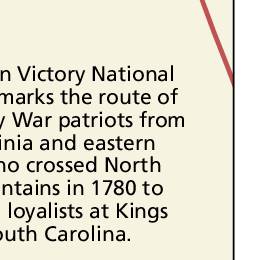 n Victory National
marks the route of
y War patriots from
inia and eastern
ho crossed North
ntains in 1780 to
loyalists at Kings
outh Carolina.